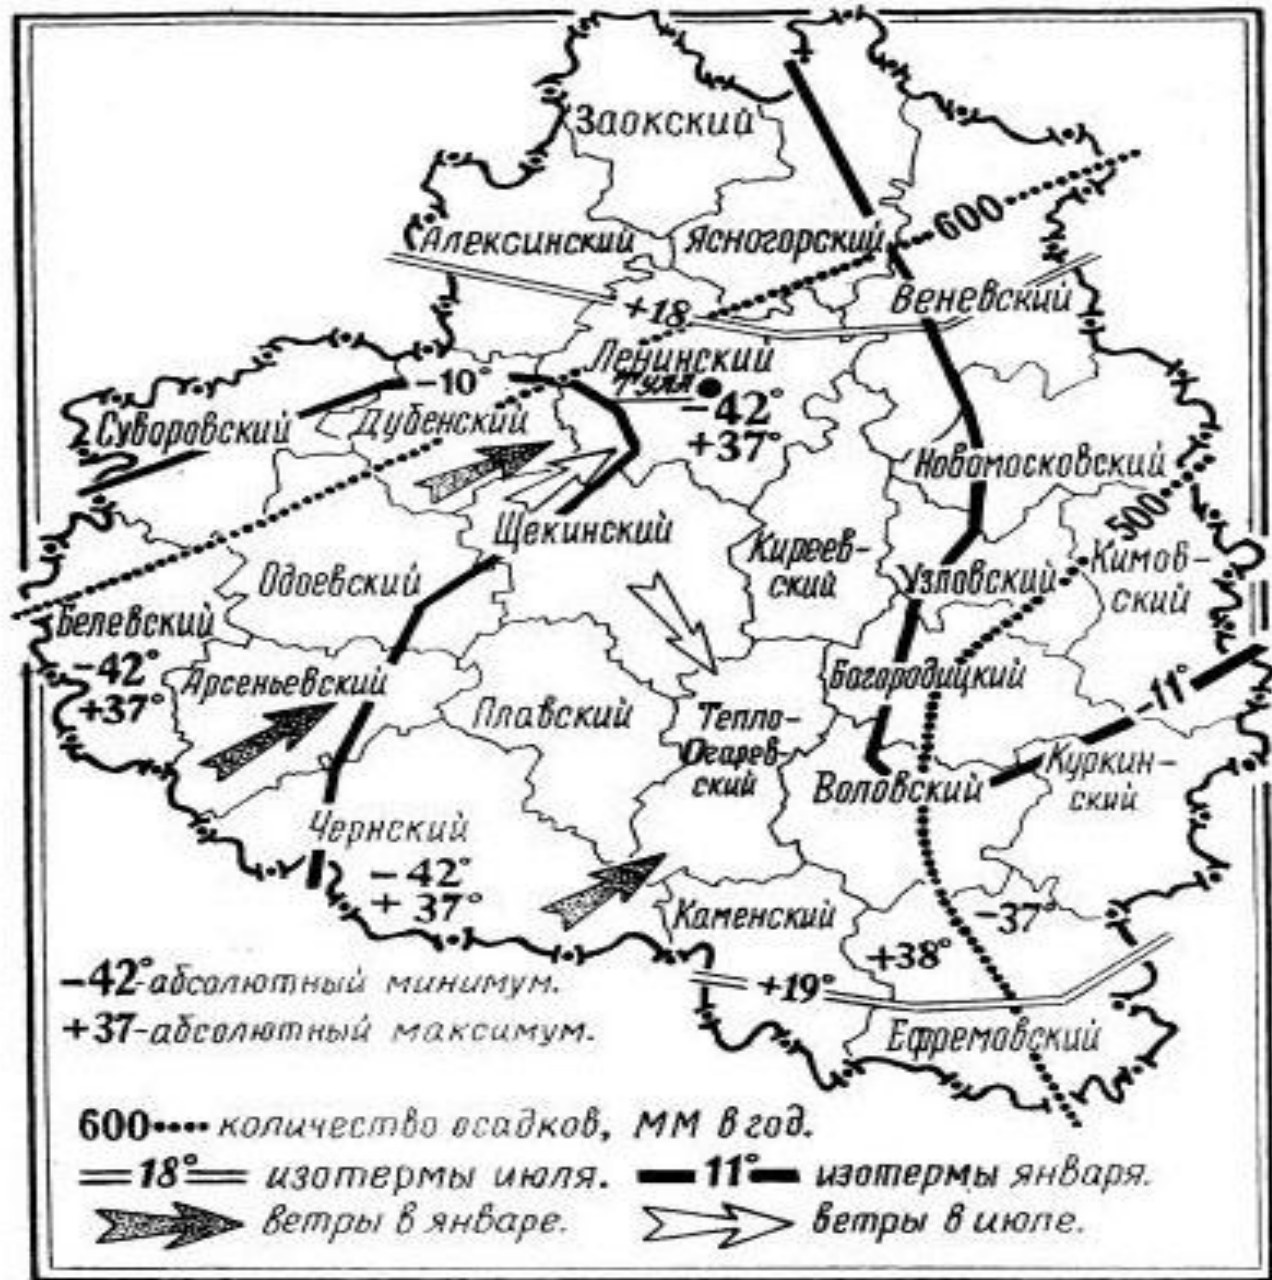 Заокский
Алексинский
Ясногорский
600
Веневский
+18
Ленинский
Тула
-10°
-42°
+37°
Суворовский
Дубенский
Новомосковский
500
Щекинский
Киреев-
ский
Узловский
Кимов-
ский
Одоевский
Белевский
-42°
+37°
Арсеньевский
Плавский
Тепло-
Огарев-
ский
Богородицкий
-11°
Воловский
Куркин-
ский
Чернский
-42°
+37°
Каменский
-37°
+38°
+19°
Ефремовский
-42°-абсолютный минимум.
+37-абсолютный максимум.
600 количество осадков, ММ в год.
18° изотермы июля.
11° изотермы января.
ветры в январе.
ветры в июле.